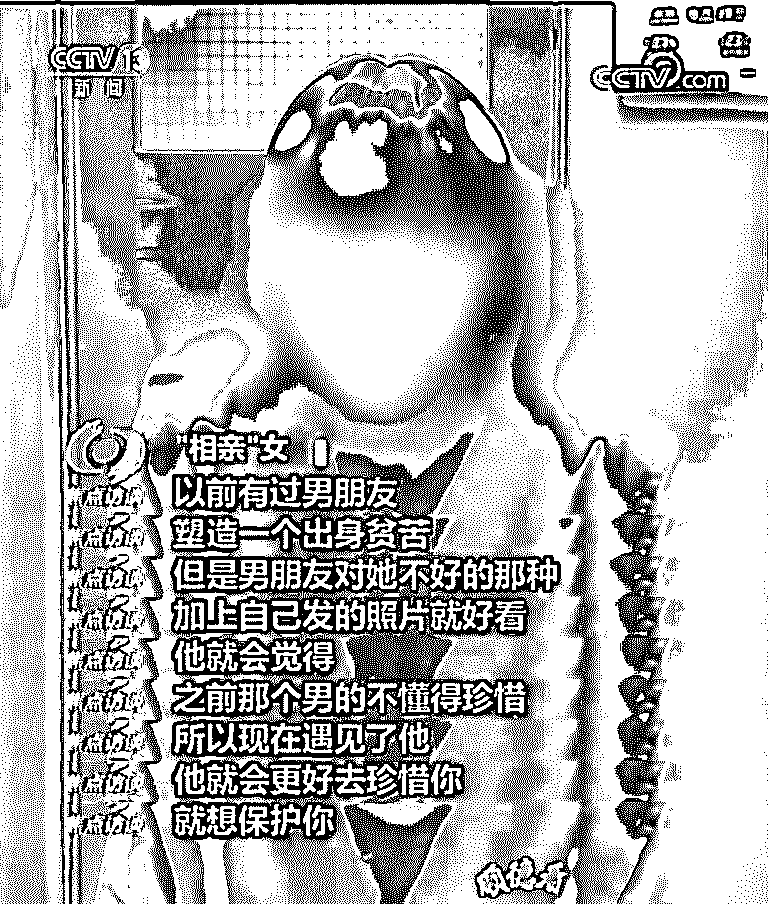 CCTV 13
新闻
CCTV.com
"相亲"女
以前有过男朋友
塑造一个出身贫苦
但是男朋友对她不好的那种
加上自己发的照片就好看
他就会觉得
之前那个男的不懂得珍惜
所以现在遇见了他
他就会更好去珍惜你
就想保护你